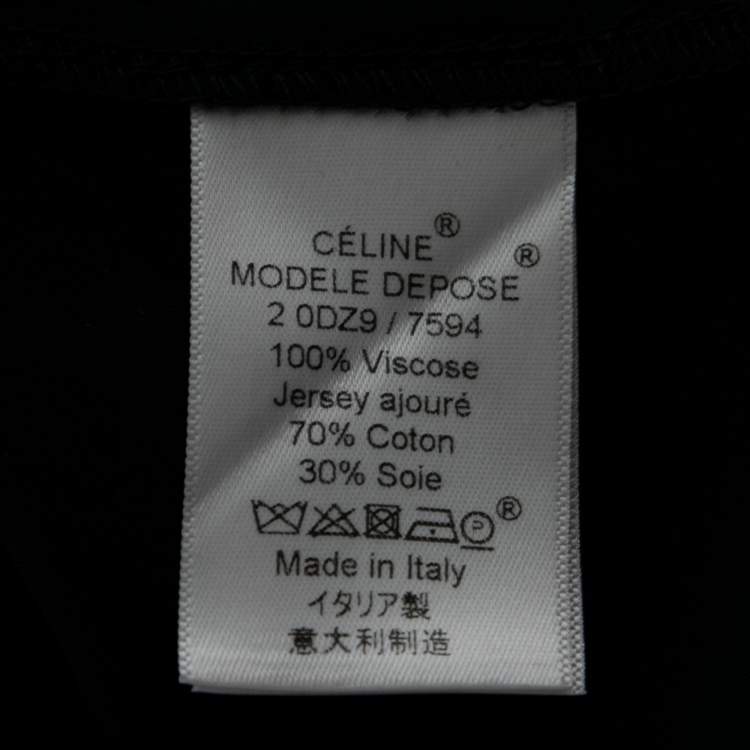 CÉLINE®
MODELE DEPOSE®
2 0DZ9 / 7594
100% Viscose
Jersey ajouré
70% Coton
30% Soie
P ®
Made in Italy
イタリア製
意大利制造